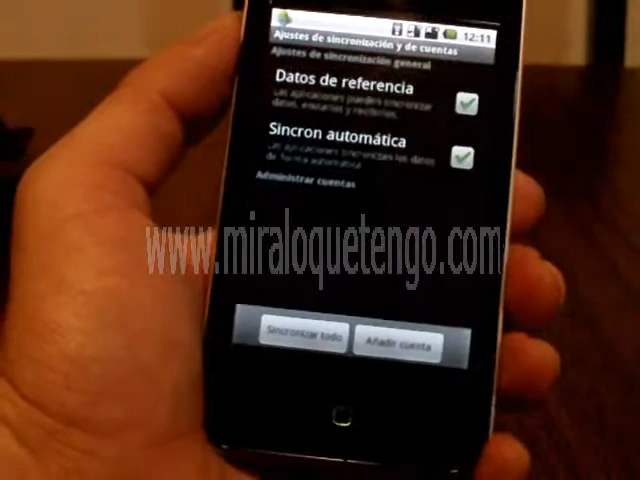 12:11
Ajustes de sincronización y de cuentas
Ajustes de sincronización general
Datos de referencia
Las aplicaciones pueden sincronizar
datos, enviarlos y recibirlos.
Sincron automática
Las aplicaciones sincronizan los datos
de forma automática
Administrar cuentas
www.miraloquetengo.com
Sincronizar todo
Añadir cuenta